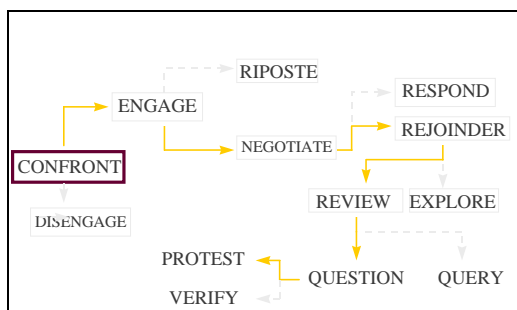 RIPOSTE
RESPOND
ENGAGE
REJOINDER
NEGOTIATE
CONFRONT
REVIEW
EXPLORE
DISENGAGE
PROTEST
QUESTION
QUERY
VERIFY